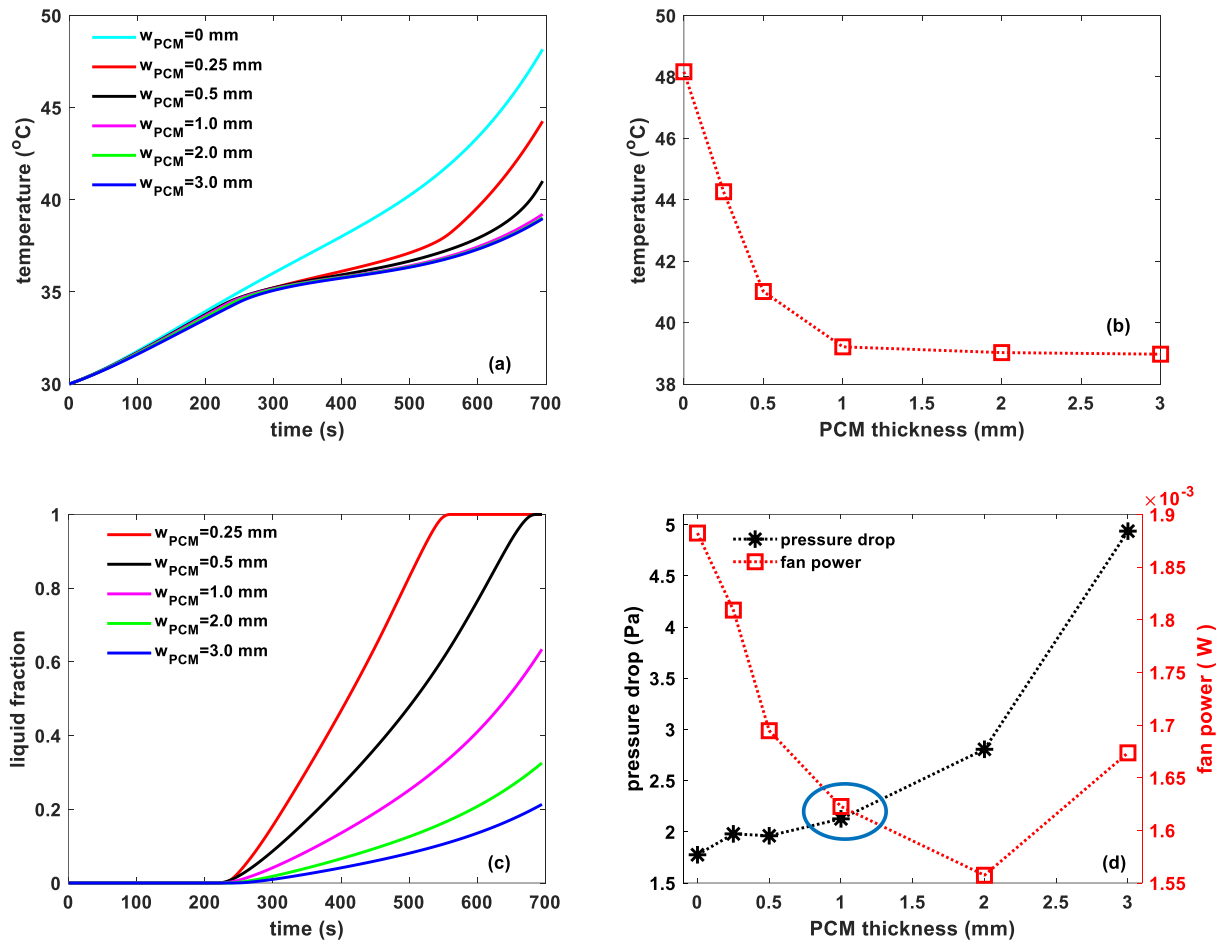 50
45
40
35
30
temperature (°C)
w_PCM=0 mm
w_PCM=0.25 mm
w_PCM=0.5 mm
w_PCM=1.0 mm
w_PCM=2.0 mm
w_PCM=3.0 mm
(a)
0 100 200 300 400 500 600 700
time (s)
50
48
46
44
41
40
39
38
temperature (°C)
(b)
0 0.5 1 1.5 2 2.5 3
PCM thickness (mm)
1
0.8
0.6
0.4
0.2
0
liquid fraction
w_PCM=0.25 mm
w_PCM=0.5 mm
w_PCM=1.0 mm
w_PCM=2.0 mm
w_PCM=3.0 mm
(c)
0 100 200 300 400 500 600 700
time (s)
5
4.5
4
3.5
3
2.5
2
1.5
pressure drop (Pa)
pressure drop
fan power
(d)
0 0.5 1 1.5 2 2.5 3
PCM thickness (mm)
×10⁻³
1.9
1.85
1.8
1.75
1.7
1.65
1.6
1.55
fan power ( W )